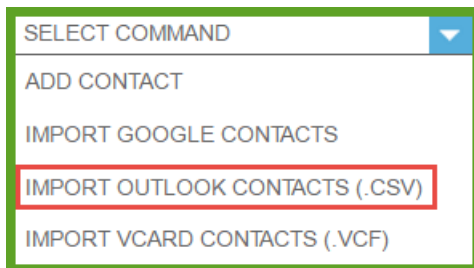 SELECT COMMAND
ADD CONTACT
IMPORT GOOGLE CONTACTS
IMPORT OUTLOOK CONTACTS (.CSV)
IMPORT VCARD CONTACTS (.VCF)